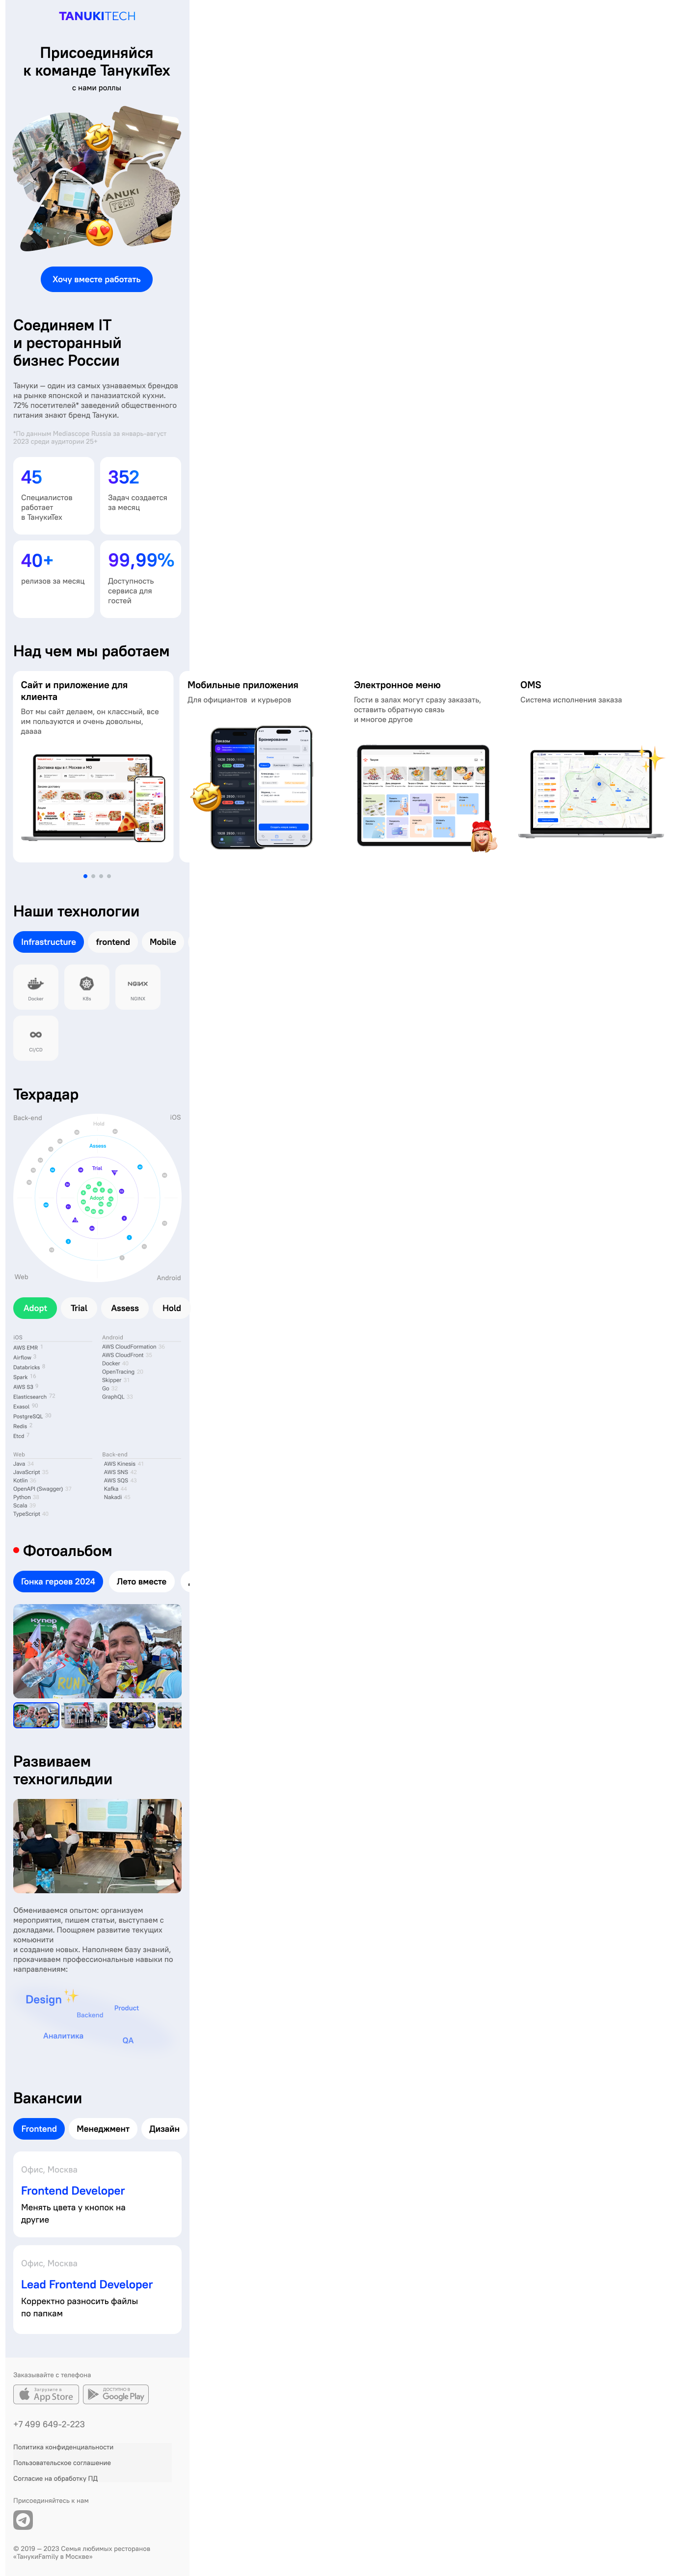 TANUKITECH
Присоединяйся
к команде ТанукиТех
с нами роллы
ANUKI
Хочу вместе работать
Соединяем IT
и ресторанный
бизнес России
Тануки — один из самых узнаваемых брендов
на рынке японской и паназиатской кухни.
72% посетителей* заведений общественного
питания знают бренд Тануки.
*По данным Mediascope Russia за январь-август
2023 среди аудитории 25+
45
Специалистов
работает
в ТанукиТех
352
Задач создается
за месяц
40+
релизов за месяц
99,99%
Доступность
сервиса для
гостей
Над чем мы работаем
Сайт и приложение для
клиента
Вот мы сайт делаем, он классный, все
им пользуются и очень довольны,
даааа
Мобильные приложения
Для официантов и курьеров
Заказы
Бронирование
Электронное меню
Гости в залах могут сразу заказать,
оставить обратную связь
и многое другое
OMS
Система исполнения заказа
Наши технологии
Infrastructure
frontend
Mobile
Docker
K8s
NGINX
NGINX
CI/CD
Техрадар
Back-end
iOS
Hold
Assess
Trial
Adopt
Web
Android
Adopt
Trial
Assess
Hold
iOS
AWS EMR
Airflow
Databricks
Spark
AWS S3
Elasticsearch
Exasol
PostgreSQL
Redis
Etcd
Android
AWS CloudFormation
AWS CloudFront
Docker
OpenTracing
Skipper
Go
GraphQL
Web
Java
JavaScript
Kotlin
OpenAPI (Swagger)
Python
Scala
TypeScript
Back-end
AWS Kinesis
AWS SNS
AWS SQS
Kafka
Nakadi
Фотоальбом
Гонка героев 2024
Лето вместе
купер
Развиваем
техногильдии
Обмениваемся опытом: организуем
мероприятия, пишем статьи, выступаем с
докладами. Поощряем развитие текущих
комьюнити
и создание новых. Наполняем базу знаний,
прокачиваем профессиональные навыки по
направлениям:
Design
Product
Backend
Аналитика
QA
Вакансии
Frontend
Менеджмент
Дизайн
Офис, Москва
Frontend Developer
Менять цвета у кнопок на
другие
Офис, Москва
Lead Frontend Developer
Корректно разносить файлы
по папкам
Заказывайте с телефона
Загрузите в
App Store
ДОСТУПНО В
Google Play
+7 499 649-2-223
Политика конфиденциальности
Пользовательское соглашение
Согласие на обработку ПД
Присоединяйтесь к нам
© 2019 — 2023 Семья любимых ресторанов
«ТанукиFamily в Москве»